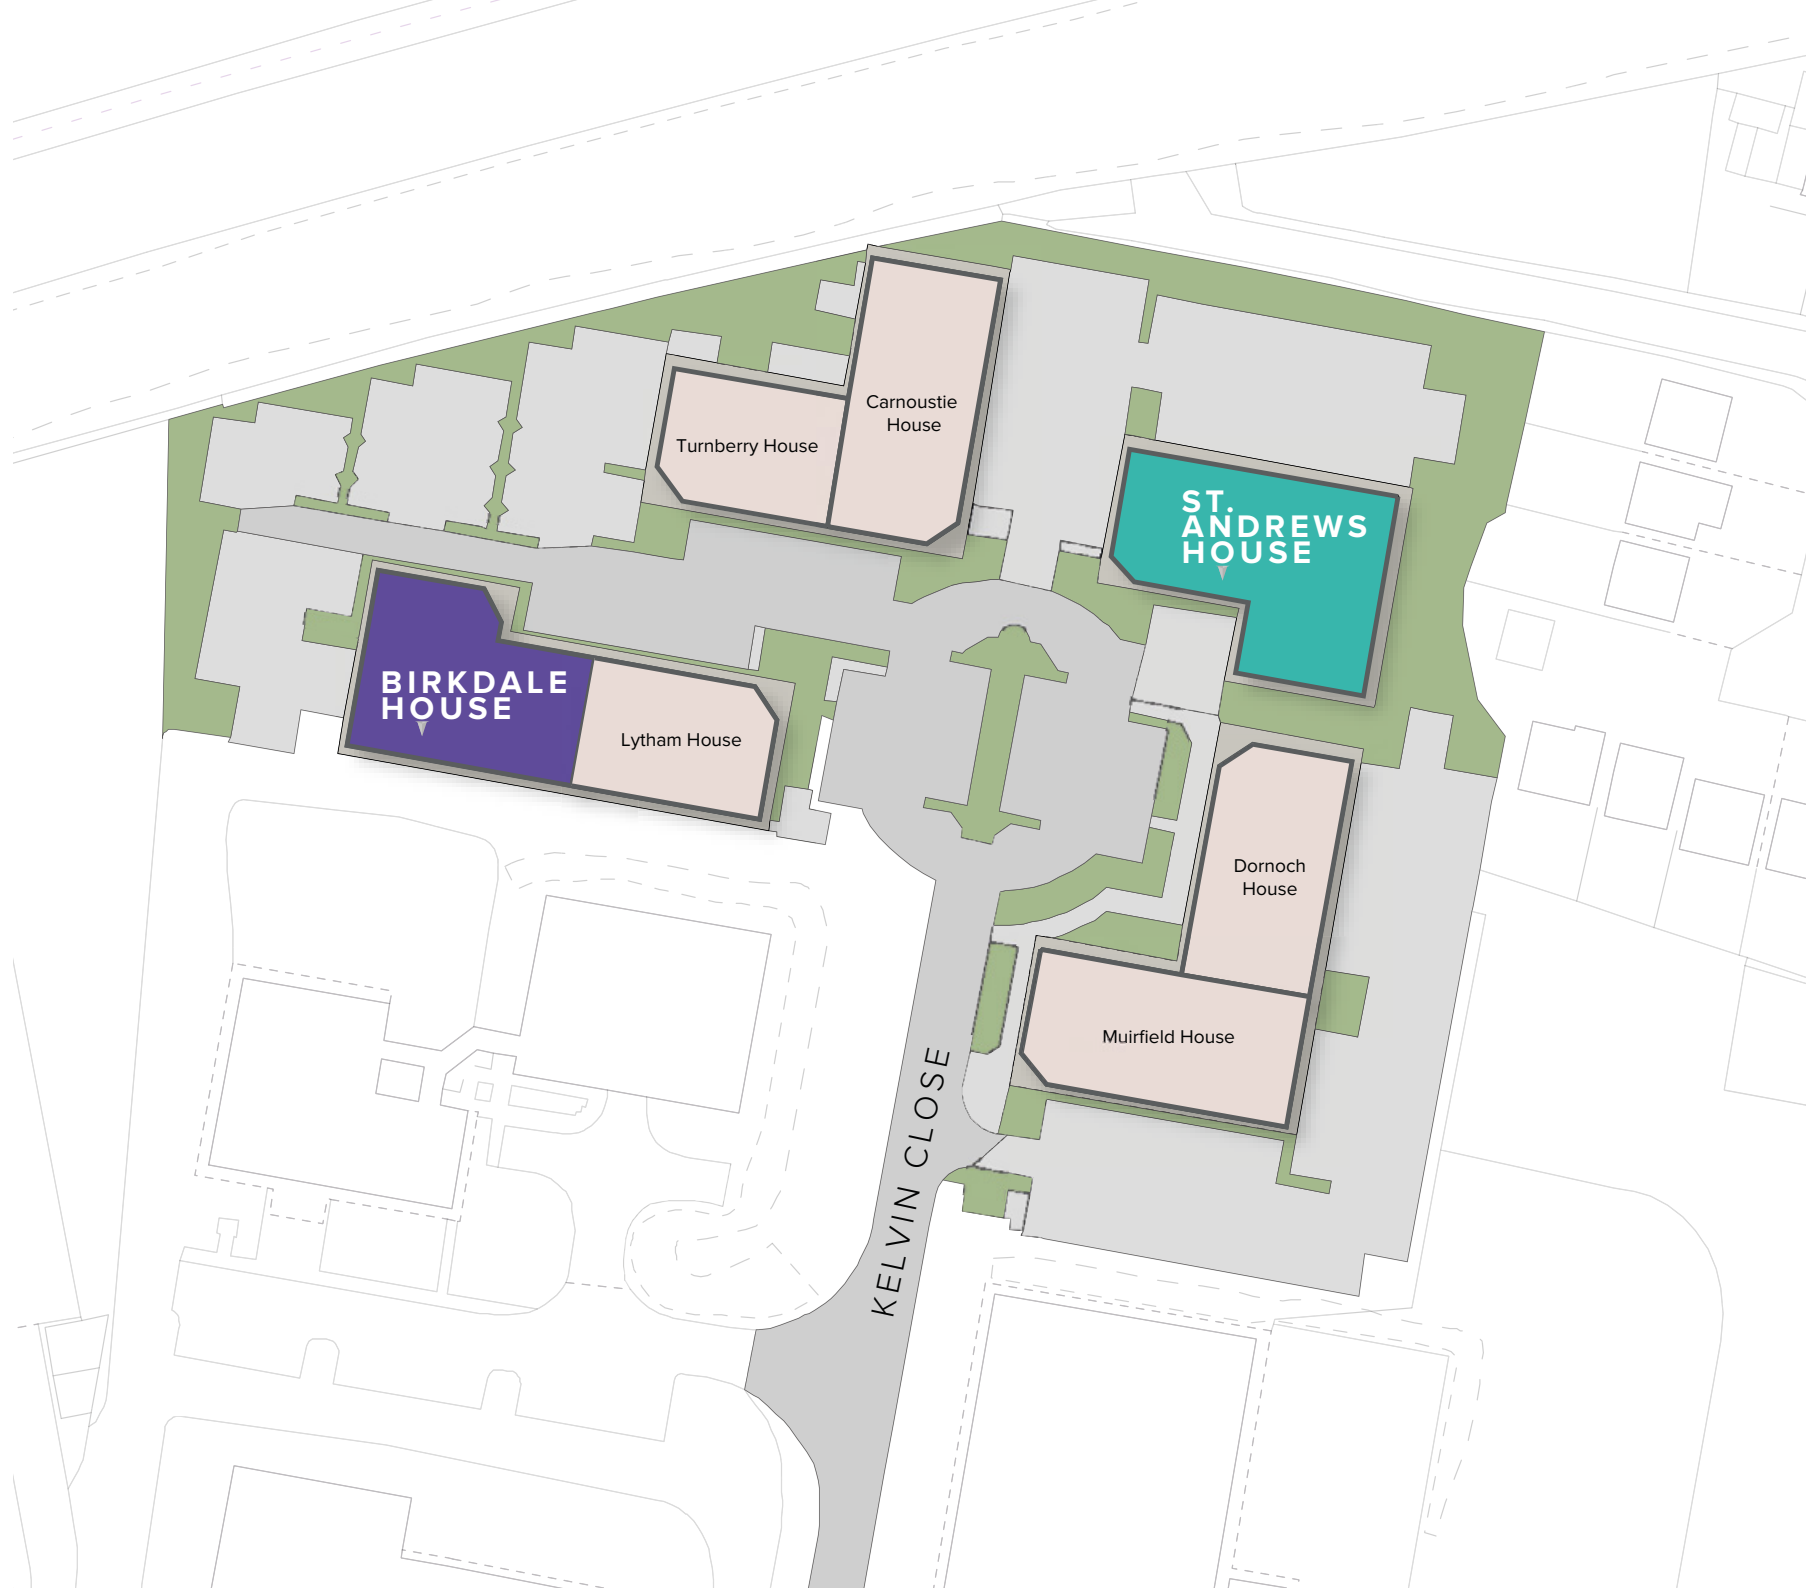 Carnoustie
House
Turnberry House
ST.
ANDREWS
HOUSE
BIRKDALE
HOUSE
Lytham House
Dornoch
House
Muirfield House
KELVIN CLOSE